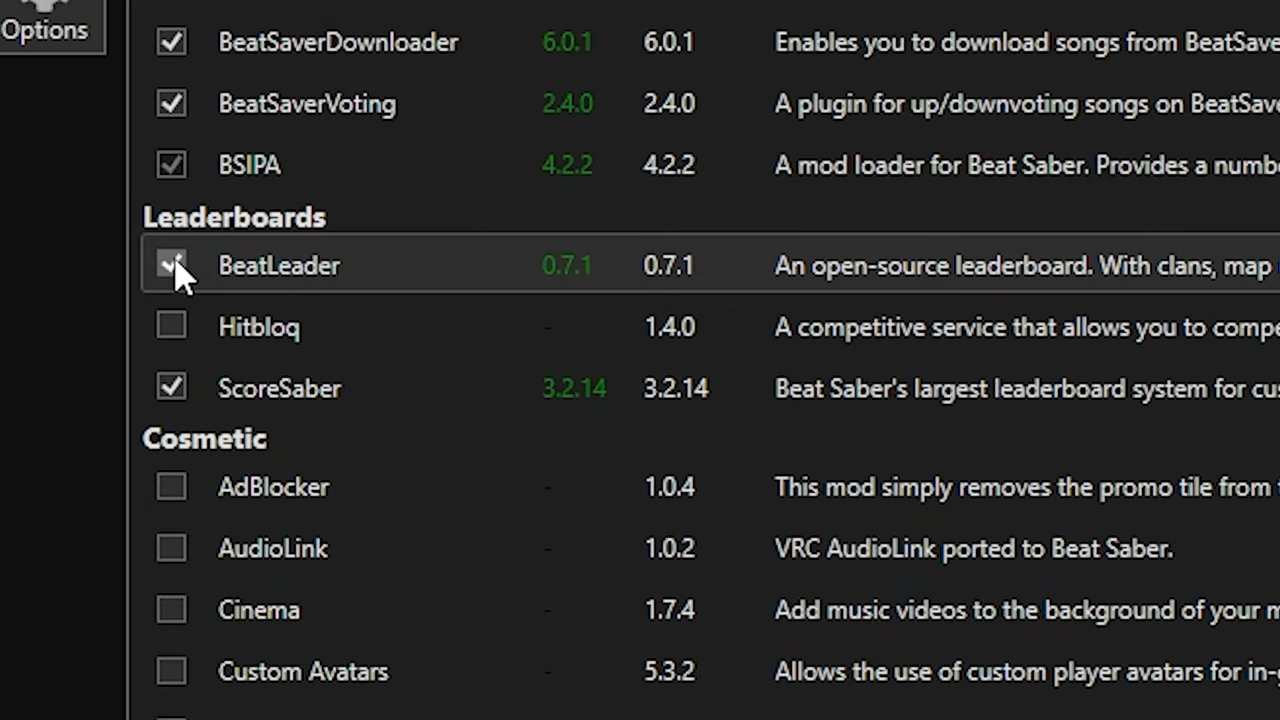 Options
BeatSaverDownloader 6.0.1 6.0.1 Enables you to download songs from BeatSave
BeatSaverVoting 2.4.0 2.4.0 A plugin for up/downvoting songs on BeatSav
BSIPA 4.2.2 4.2.2 A mod loader for Beat Saber. Provides a numb
Leaderboards
BeatLeader 0.7.1 0.7.1 An open-source leaderboard. With clans, map
Hitbloq - 1.4.0 A competitive service that allows you to compe
ScoreSaber 3.2.14 3.2.14 Beat Saber's largest leaderboard system for cus
Cosmetic
AdBlocker - 1.0.4 This mod simply removes the promo tile from
AudioLink - 1.0.2 VRC AudioLink ported to Beat Saber.
Cinema - 1.7.4 Add music videos to the background of your m
Custom Avatars - 5.3.2 Allows the use of custom player avatars for in-g